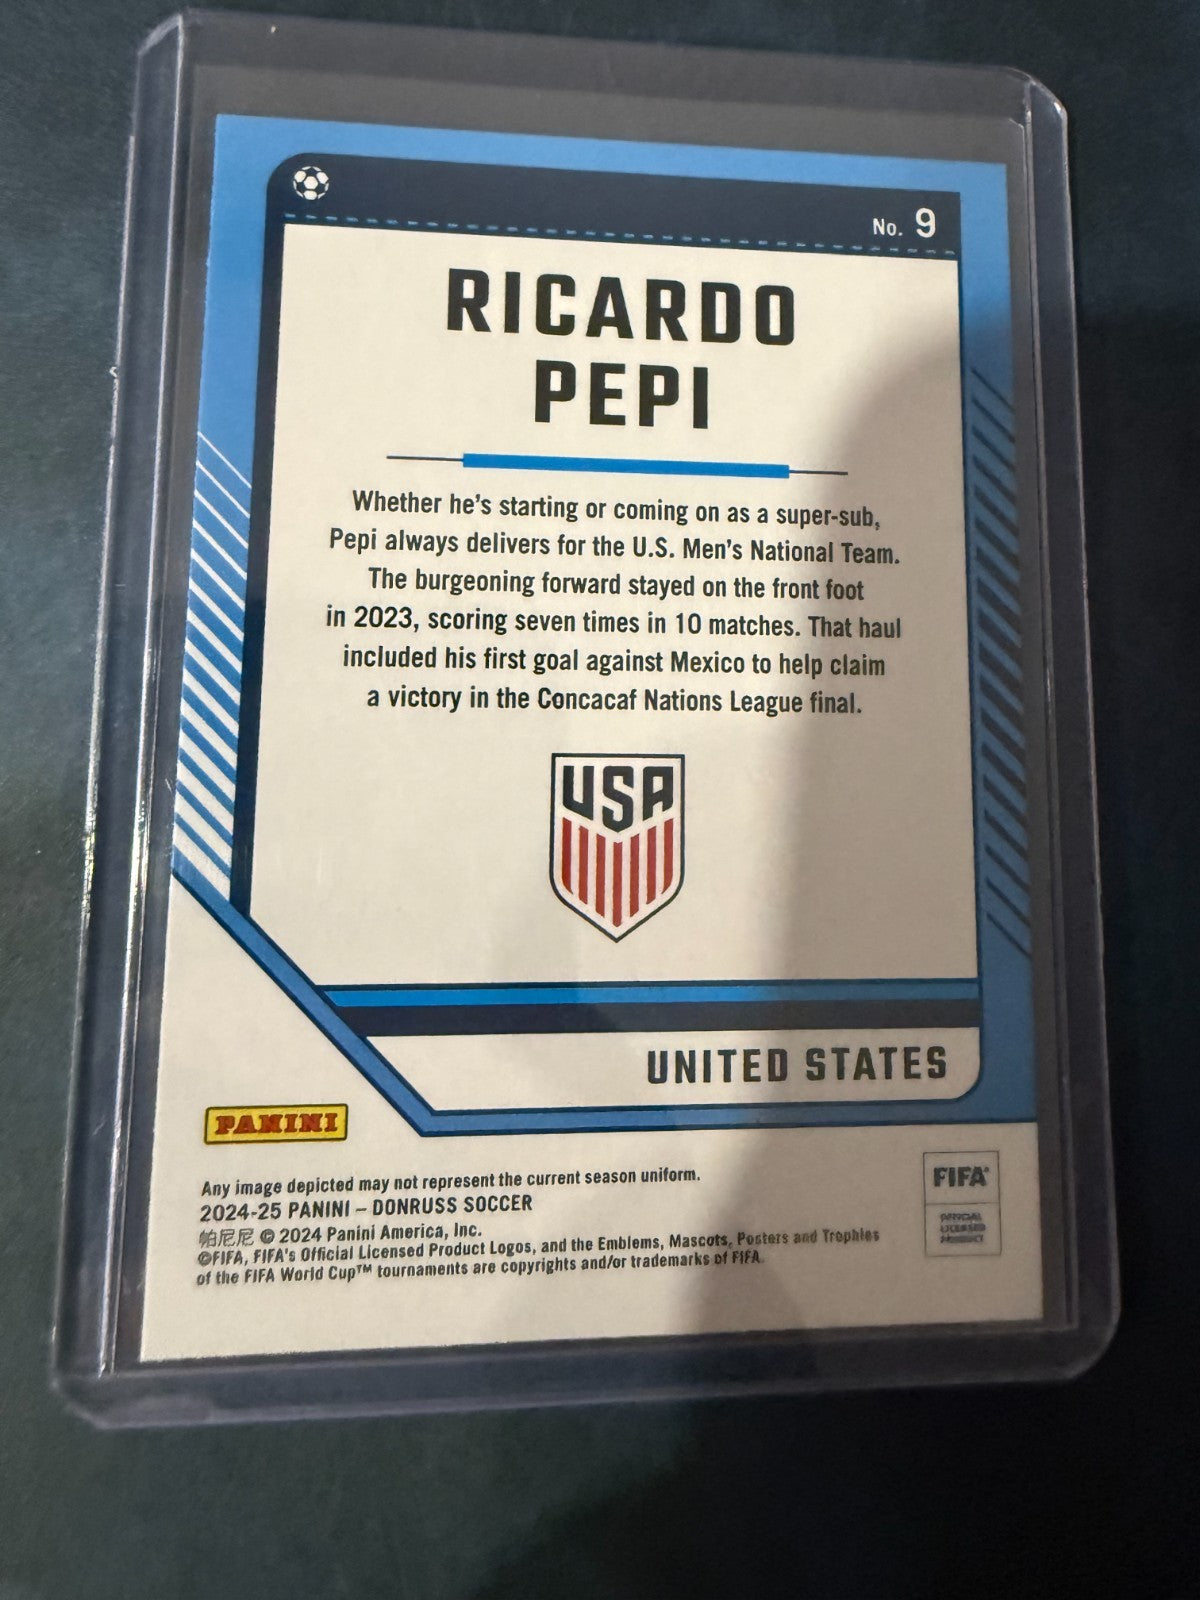 No. 9
RICARDO
PEPI
Whether he's starting or coming on as a super-sub,
Pepi always delivers for the U.S. Men's National Team.
The burgeoning forward stayed on the front foot
in 2023, scoring seven times in 10 matches. That haul
included his first goal against Mexico to help claim
a victory in the Concacaf Nations League final.
USA
UNITED STATES
PANINI
Any image depicted may not represent the current season uniform.
2024-25 PANINI – DONRUSS SOCCER
帕尼尼 © 2024 Panini America, Inc.
©FIFA, FIFA's Official Licensed Product Logos, and the Emblems, Mascots, Posters and Trophies
of the FIFA World Cup™ tournaments are copyrights and/or trademarks of FIFA.
FIFA®
OFFICIAL
LICENSED
PRODUCT